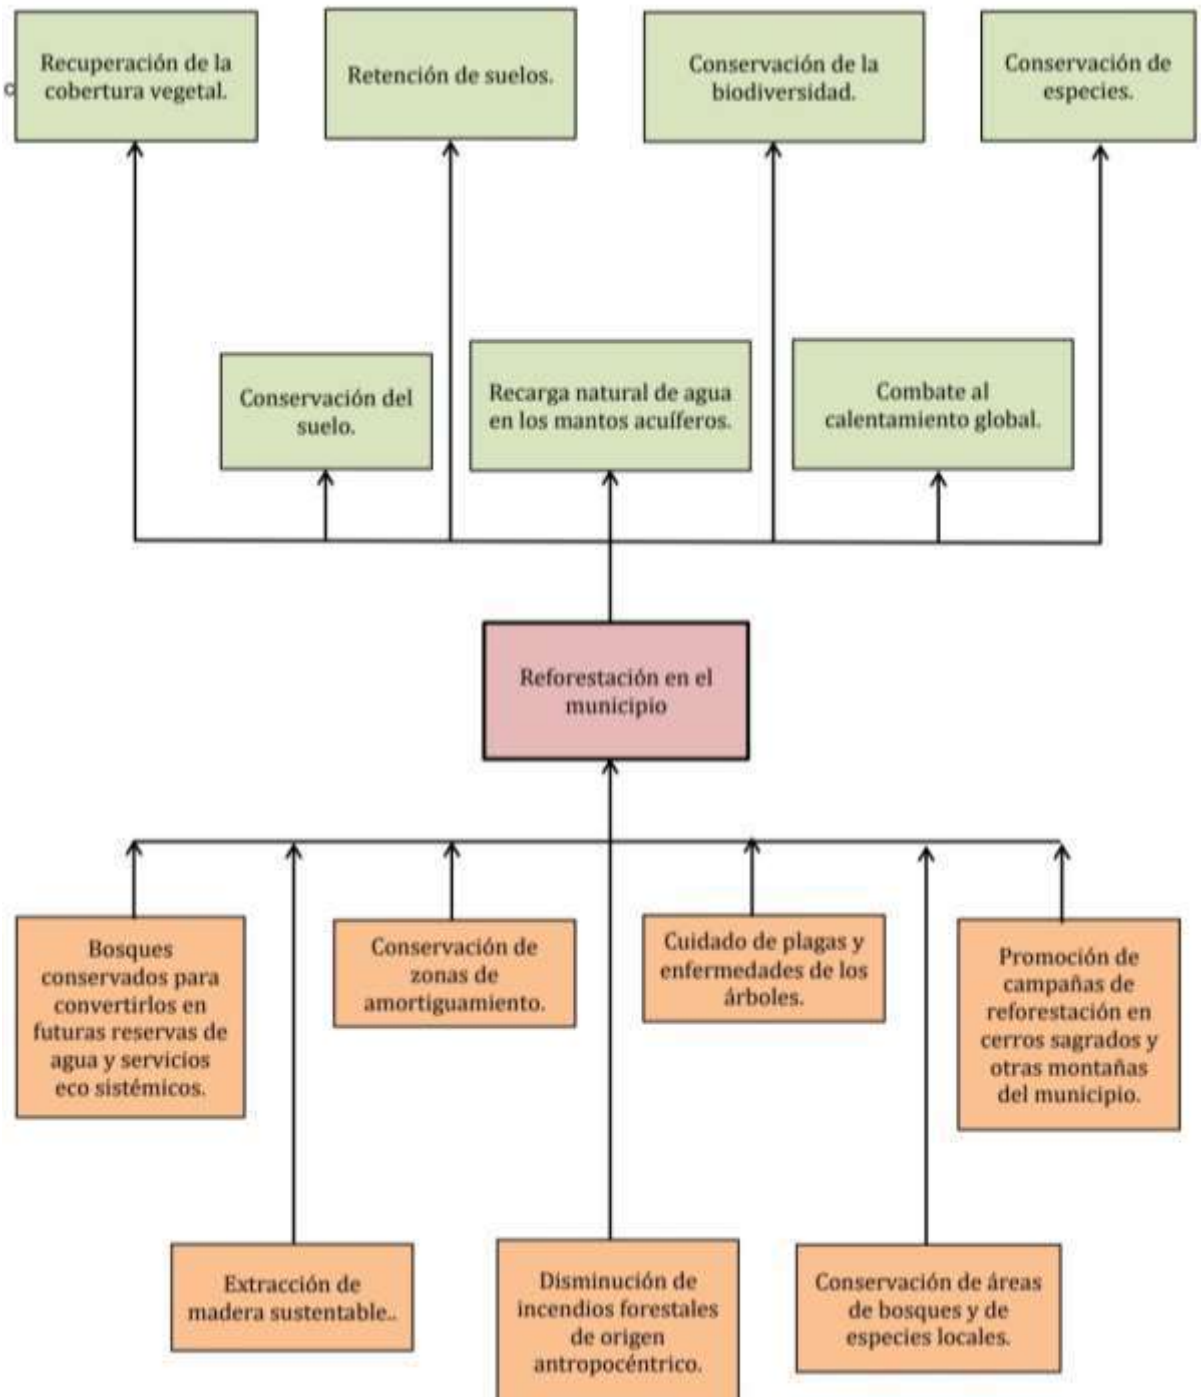 Recuperación de la
cobertura vegetal.
Retención de suelos.
Conservación de la
biodiversidad.
Conservación de
especies.
Conservación del
suelo.
Recarga natural de agua
en los mantos acuíferos.
Combate al
calentamiento global.
Reforestación en el
municipio
Bosques
conservados para
convertirlos en
futuras reservas de
agua y servicios
eco sistémicos.
Conservación de
zonas de
amortiguamiento.
Cuidado de plagas y
enfermedades de los
árboles.
Promoción de
campañas de
reforestación en
cerros sagrados y
otras montañas
del municipio.
Extracción de
madera sustentable..
Disminución de
incendios forestales
de origen
antropocéntrico.
Conservación de áreas
de bosques y de
especies locales.